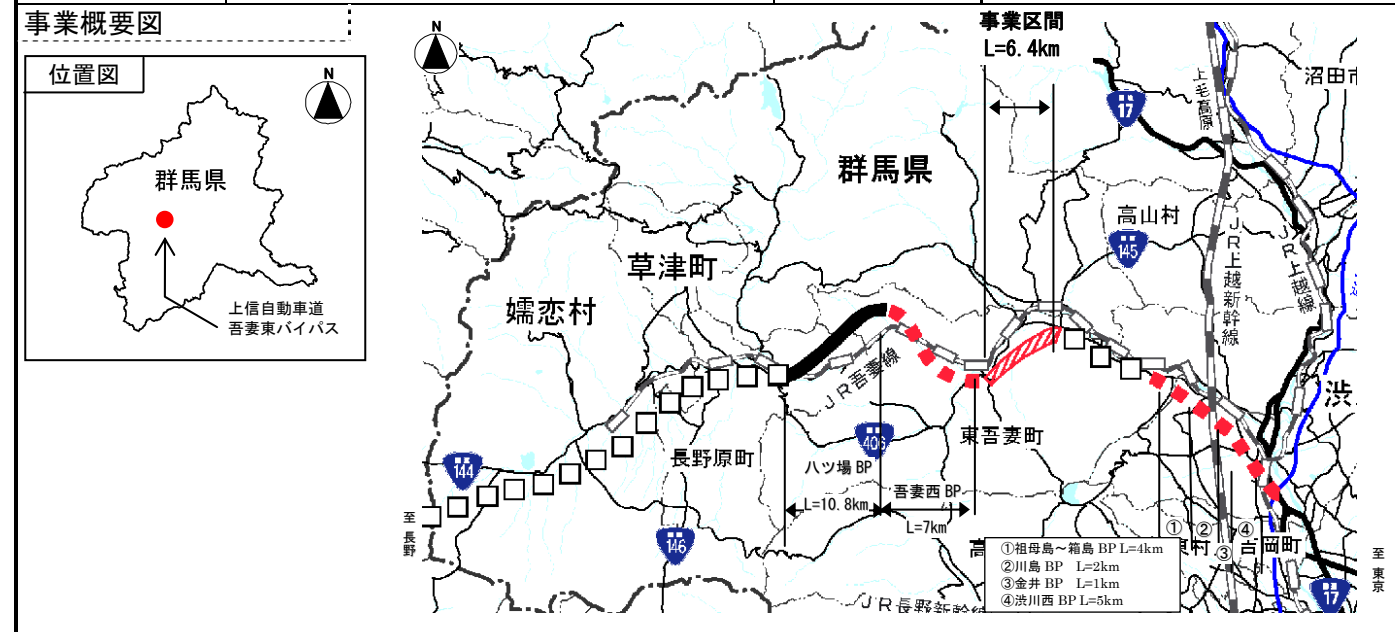 事業概要図
位置図
N
群馬県
上信自動車道
吾妻東バイパス
N
事業区間
L=6.4km
17
上毛高原
沼田市
群馬県
高山村
145
JR上越新幹線
JR上越線
草津町
嬬恋村
JR吾妻線
渋
406
東吾妻町
長野原町
八ツ場 BP
吾妻西 BP
144
L=10.8km
L=7km
至
長野
146
高
① ② ④
③
東村
吉岡町
①祖母島～箱島 BP L=4km
②川島 BP L=2km
③金井 BP L=1km
④渋川西 BP L=5km
至
東京
17
JR長野新幹線